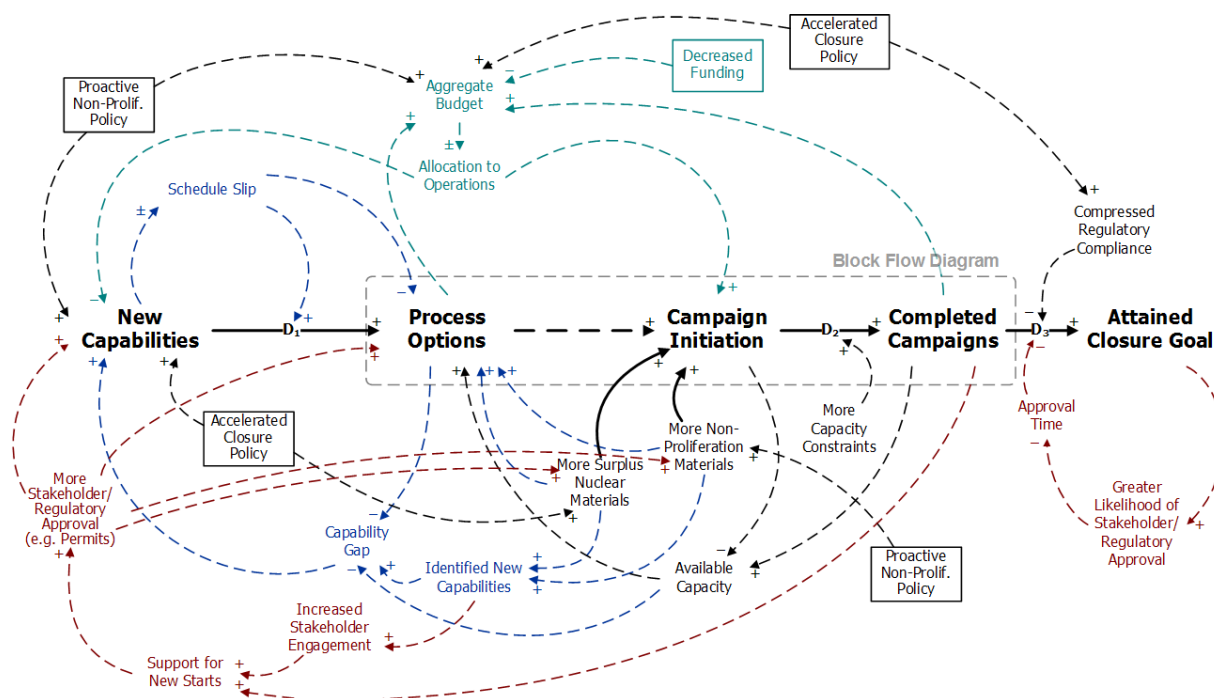 Accelerated
Closure
Policy
Decreased
Funding
Proactive
Non-Prolif.
Policy
+
+
−
+
Aggregate
Budget
+
±
Allocation to
Operations
Schedule Slip
±
+
Compressed
Regulatory
Compliance
Block Flow Diagram
−
+
−
+
−
+
+
New
Capabilities
D₁
+
Process
Options
+
Campaign
Initiation
D₂
+
Completed
Campaigns
D₃
+
Attained
Closure Goal
+
+
+
+
+
+
+
+
+
+
−
Accelerated
Closure
Policy
More Non-
Proliferation
Materials
+
+
More
Capacity
Constraints
Approval
Time
−
More
Stakeholder/
Regulatory
Approval
(e.g. Permits)
+
+
More Surplus
Nuclear
Materials
+
Greater
Likelihood of
Stakeholder/
Regulatory
Approval
+
−
Capability
Gap
−
+
Identified New
Capabilities
+
+
−
Available
Capacity
+
Proactive
Non-Prolif.
Policy
Increased
Stakeholder
Engagement
+
Support for
New Starts
+
+